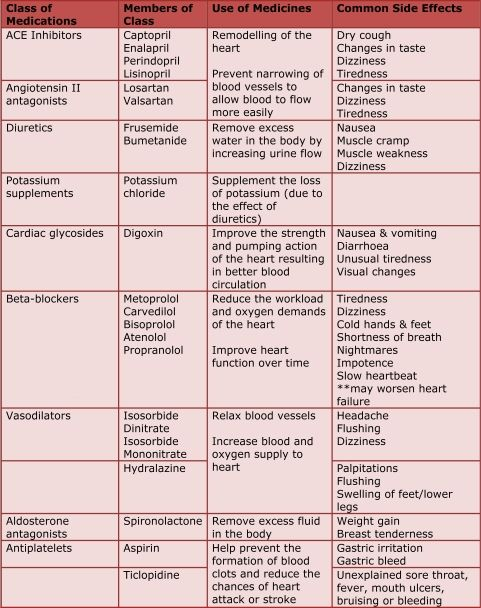 Class of
Medications
Members of
Class
Use of Medicines
Common Side Effects
ACE Inhibitors
Captopril
Enalapril
Perindopril
Lisinopril
Remodelling of the
heart
Prevent narrowing of
blood vessels to
allow blood to flow
more easily
Dry cough
Changes in taste
Dizziness
Tiredness
Angiotensin II
antagonists
Losartan
Valsartan
Changes in taste
Dizziness
Tiredness
Diuretics
Frusemide
Bumetanide
Remove excess
water in the body by
increasing urine flow
Nausea
Muscle cramp
Muscle weakness
Dizziness
Potassium
supplements
Potassium
chloride
Supplement the loss
of potassium (due to
the effect of
diuretics)
Cardiac glycosides
Digoxin
Improve the strength
and pumping action
of the heart resulting
in better blood
circulation
Nausea & vomiting
Diarrhoea
Unusual tiredness
Visual changes
Beta-blockers
Metoprolol
Carvedilol
Bisoprolol
Atenolol
Propranolol
Reduce the workload
and oxygen demands
of the heart
Improve heart
function over time
Tiredness
Dizziness
Cold hands & feet
Shortness of breath
Nightmares
Impotence
Slow heartbeat
**may worsen heart
failure
Vasodilators
Isosorbide
Dinitrate
Isosorbide
Mononitrate
Relax blood vessels
Increase blood and
oxygen supply to
heart
Headache
Flushing
Dizziness
Hydralazine
Palpitations
Flushing
Swelling of feet/lower
legs
Aldosterone
antagonists
Spironolactone
Remove excess fluid
in the body
Weight gain
Breast tenderness
Antiplatelets
Aspirin
Help prevent the
formation of blood
clots and reduce the
chances of heart
attack or stroke
Gastric irritation
Gastric bleed
Ticlopidine
Unexplained sore throat,
fever, mouth ulcers,
bruising or bleeding